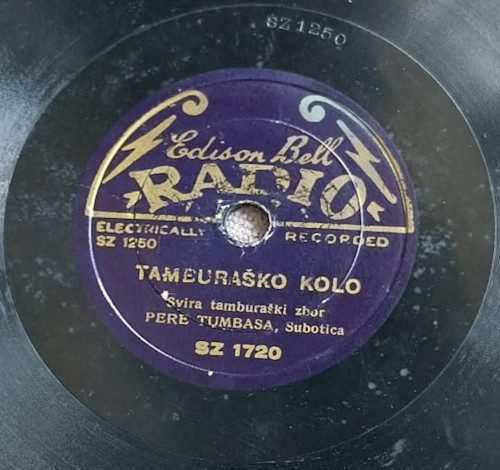 SZ 1250
Edison Bell
RADIO
ELECTRICALLY RECORDED
SZ 1250
TAMBURAŠKO KOLO
Svira tamburaški zbor
PERE TUMBASA, Subotica
SZ 1720